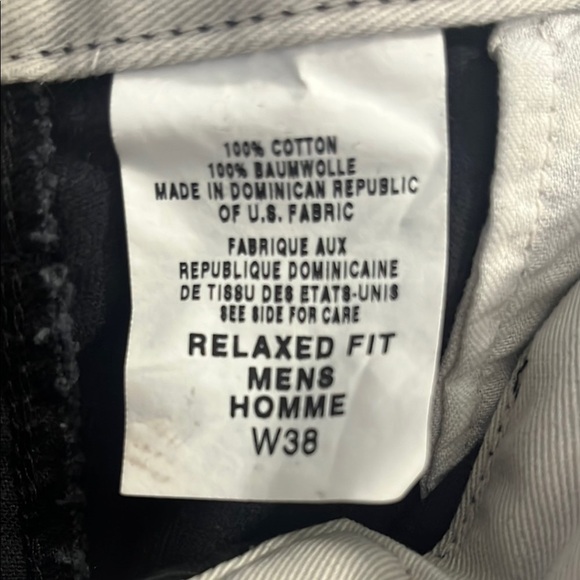 100% COTTON
100% BAUMWOLLE
MADE IN DOMINICAN REPUBLIC
OF U.S. FABRIC
FABRIQUE AUX
REPUBLIQUE DOMINICAINE
DE TISSU DES ETATS-UNIS
SEE SIDE FOR CARE
RELAXED FIT
MENS
HOMME
W38